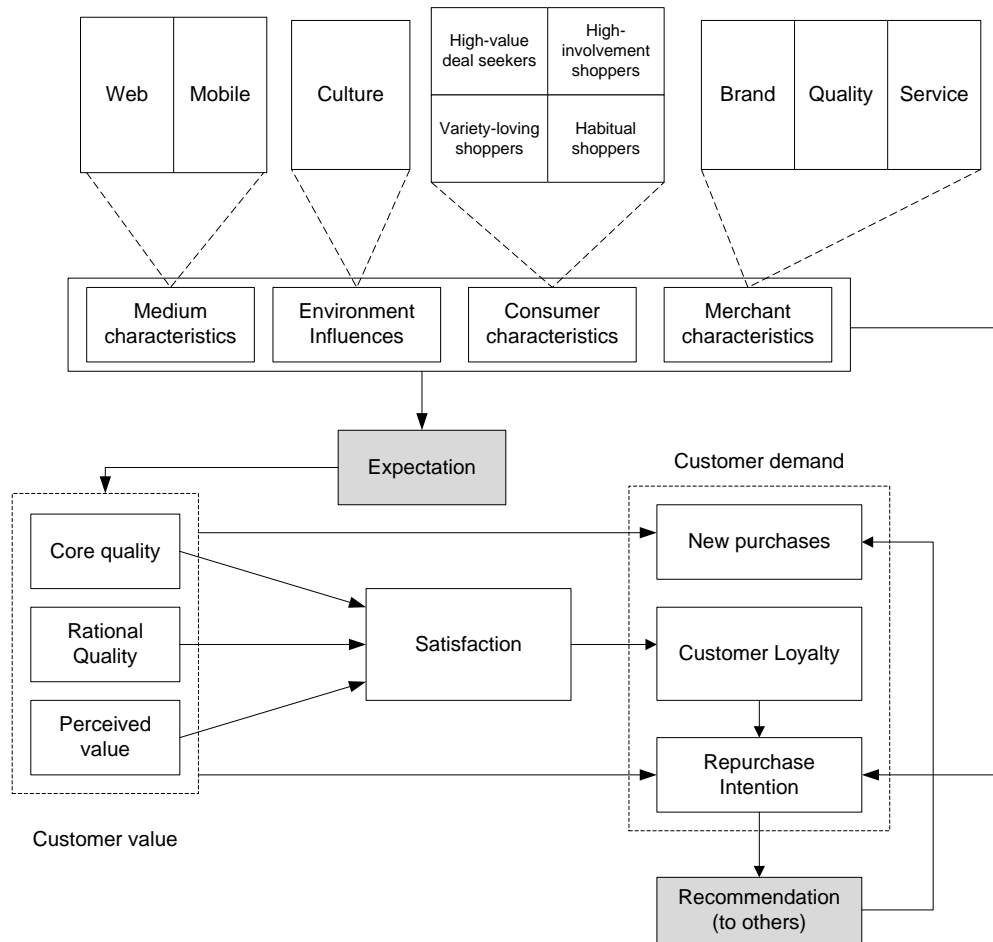 Web
Mobile
Culture
High-value
deal seekers
High-
involvement
shoppers
Variety-loving
shoppers
Habitual
shoppers
Brand
Quality
Service
Medium
characteristics
Environment
Influences
Consumer
characteristics
Merchant
characteristics
Expectation
Customer demand
Core quality
New purchases
Rational
Quality
Satisfaction
Customer Loyalty
Perceived
value
Repurchase
Intention
Customer value
Recommendation
(to others)